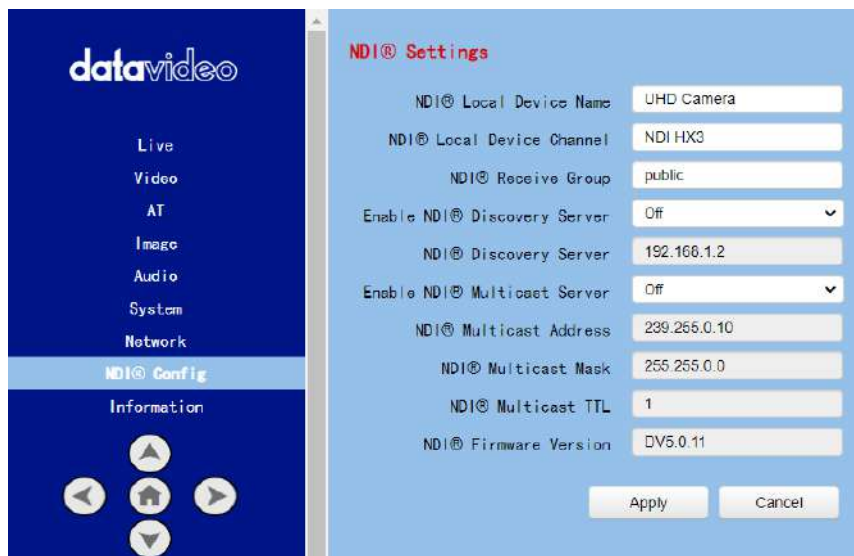 datavideo
Live
Video
AT
Image
Audio
System
Network
NDI® Config
Information
NDI® Settings
NDI® Local Device Name UHD Camera
NDI® Local Device Channel NDI HX3
NDI® Receive Group public
Enable NDI® Discovery Server Off
NDI® Discovery Server 192.168.1.2
Enable NDI® Multicast Server Off
NDI® Multicast Address 239.255.0.10
NDI® Multicast Mask 255.255.0.0
NDI® Multicast TTL 1
NDI® Firmware Version DV5.0.11
Apply Cancel